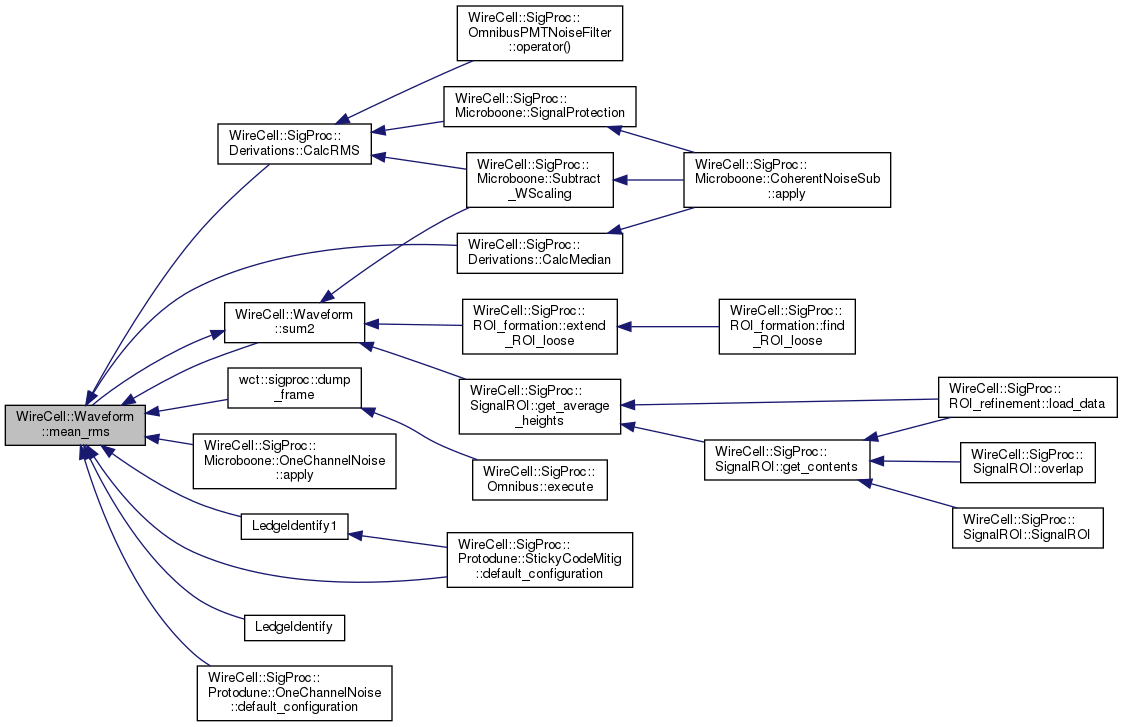 WireCell::SigProc::
OmnibusPMTNoiseFilter
::operator()
WireCell::SigProc::
Microboone::SignalProtection
WireCell::SigProc::
Derivations::CalcRMS
WireCell::SigProc::
Microboone::Subtract
_WScaling
WireCell::SigProc::
Microboone::CoherentNoiseSub
::apply
WireCell::SigProc::
Derivations::CalcMedian
WireCell::Waveform
::sum2
WireCell::SigProc::
ROI_formation::extend
_ROI_loose
WireCell::SigProc::
ROI_formation::find
_ROI_loose
wct::sigproc::dump
_frame
WireCell::SigProc::
SignalROI::get_average
_heights
WireCell::SigProc::
ROI_refinement::load_data
WireCell::Waveform
::mean_rms
WireCell::SigProc::
Microboone::OneChannelNoise
::apply
WireCell::SigProc::
Omnibus::execute
WireCell::SigProc::
SignalROI::get_contents
WireCell::SigProc::
SignalROI::overlap
WireCell::SigProc::
SignalROI::SignalROI
LedgeIdentify1
WireCell::SigProc::
Protodune::StickyCodeMitig
::default_configuration
LedgeIdentify
WireCell::SigProc::
Protodune::OneChannelNoise
::default_configuration